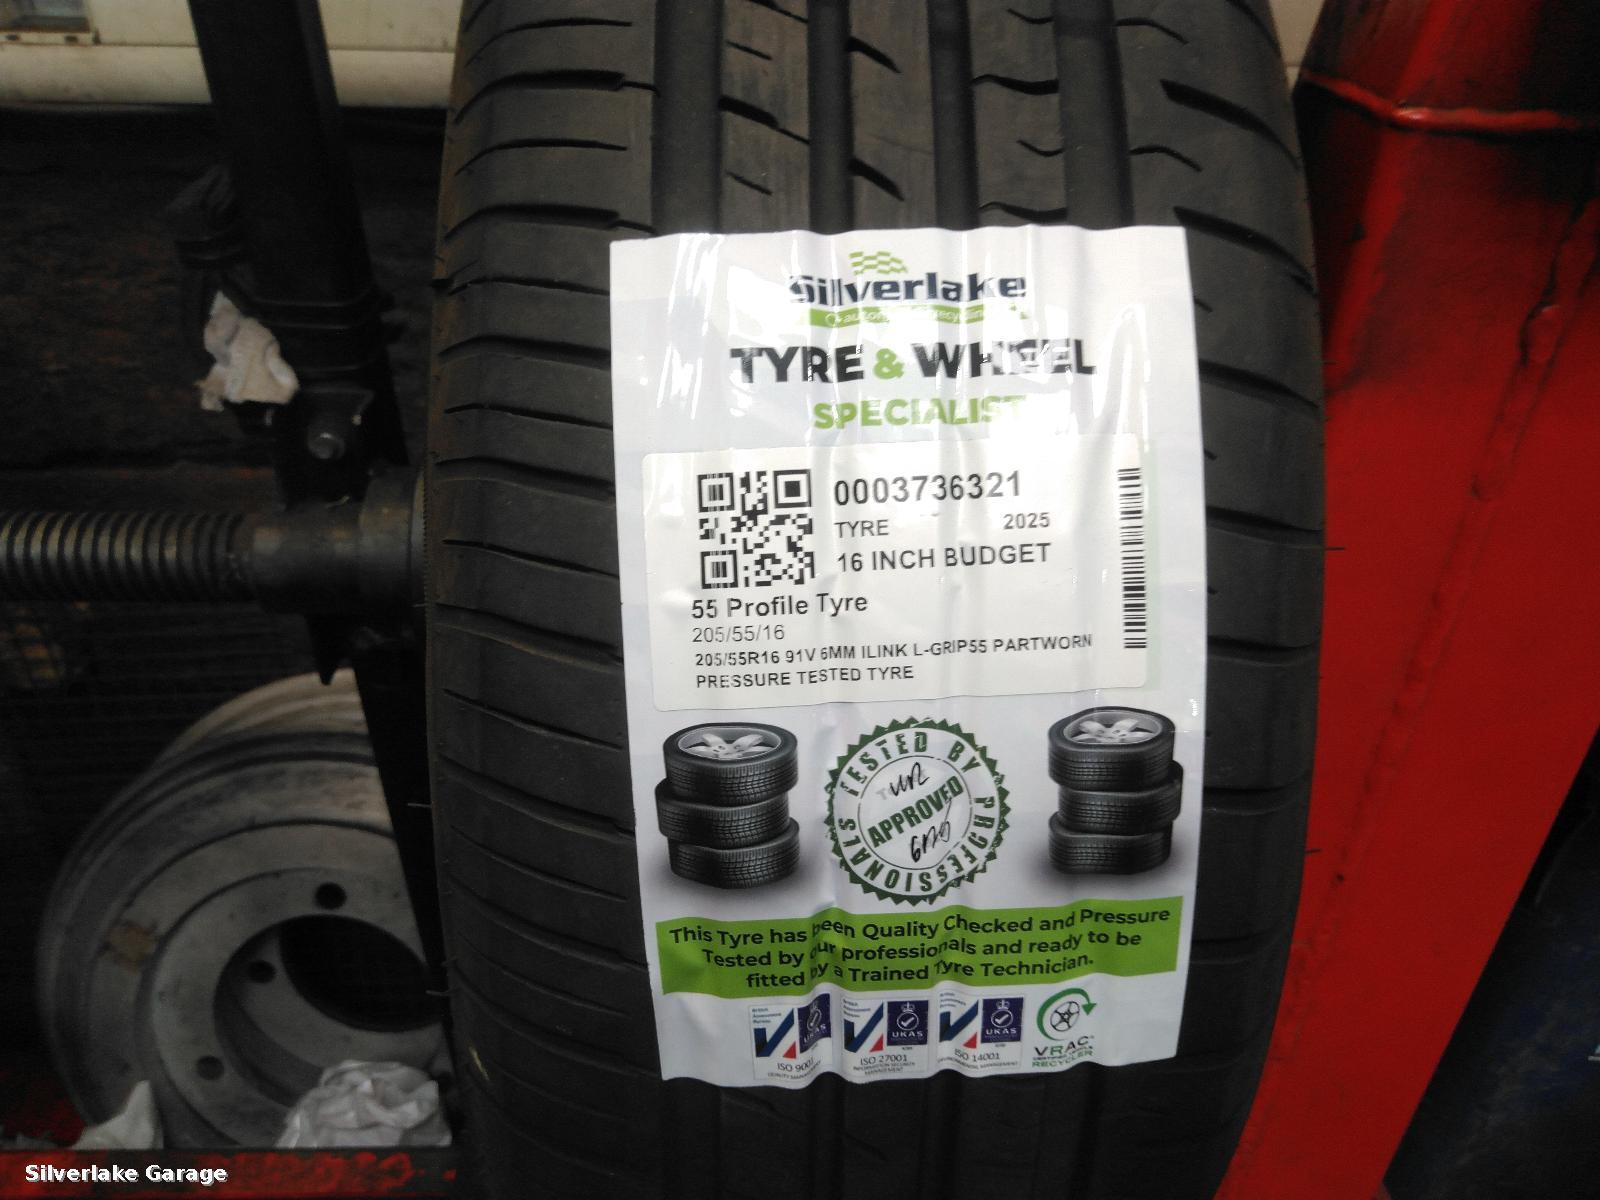 Silverlake
TYRE & WHEEL
SPECIALIST
0003736321
TYRE 2025
16 INCH BUDGET
55 Profile Tyre
205/55/16
205/55R16 91V 6MM ILINK L-GRIP55 PARTWORN
PRESSURE TESTED TYRE
TESTED BY PROFESSIONALS
APPROVED
This Tyre has been Quality Checked and Pressure
Tested by our professionals and ready to be
fitted by a Trained Tyre Technician.
UKAS
UKAS
UKAS
ISO 9001
ISO 27001
ISO 14001
VRAC
RECYCLER
Silverlake Garage